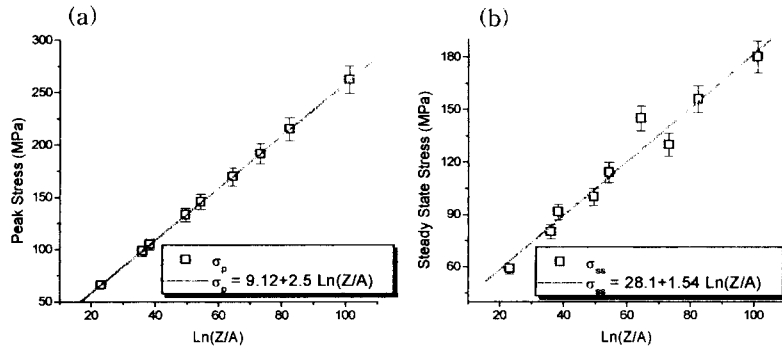 (a)
300
250
200
150
100
50
Peak Stress (MPa)
σp
σp = 9.12+2.5 Ln(Z/A)
20 40 60 80 100
Ln(Z/A)
(b)
180
150
120
90
60
Steady State Stress (MPa)
σss
σss = 28.1+1.54 Ln(Z/A)
20 40 60 80 100
Ln(Z/A)